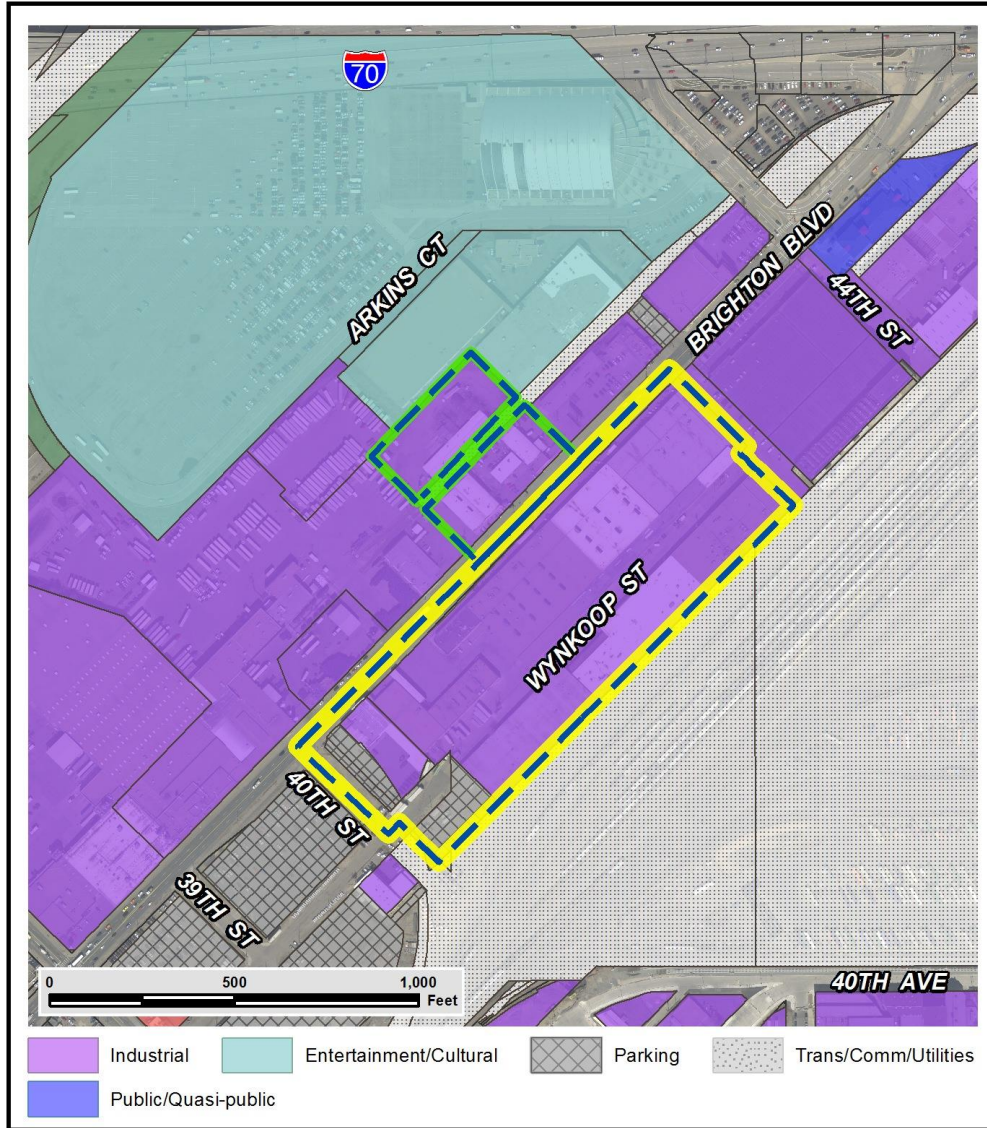 70
ARKINS CT
BRIGHTON BLVD
44TH ST
WYNKOOP ST
40TH ST
39TH ST
40TH AVE
0 500 1,000
Feet
Industrial Entertainment/Cultural Parking Trans/Comm/Utilities
Public/Quasi-public